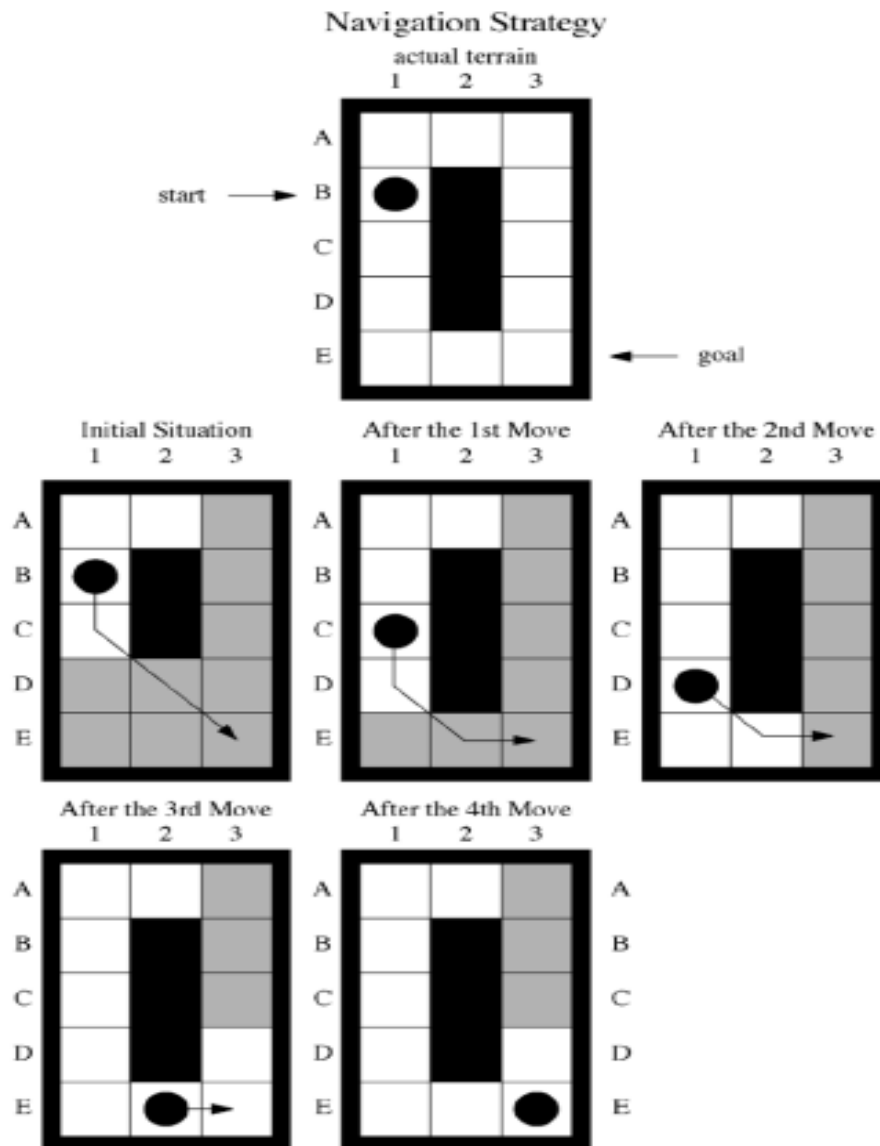 Navigation Strategy
actual terrain
1 2 3
A
start B
C
D
E goal
Initial Situation After the 1st Move After the 2nd Move
1 2 3 1 2 3 1 2 3
A A A
B B B
C C C
D D D
E E E
After the 3rd Move After the 4th Move
1 2 3 1 2 3
A A A
B B B
C C C
D D D
E E E